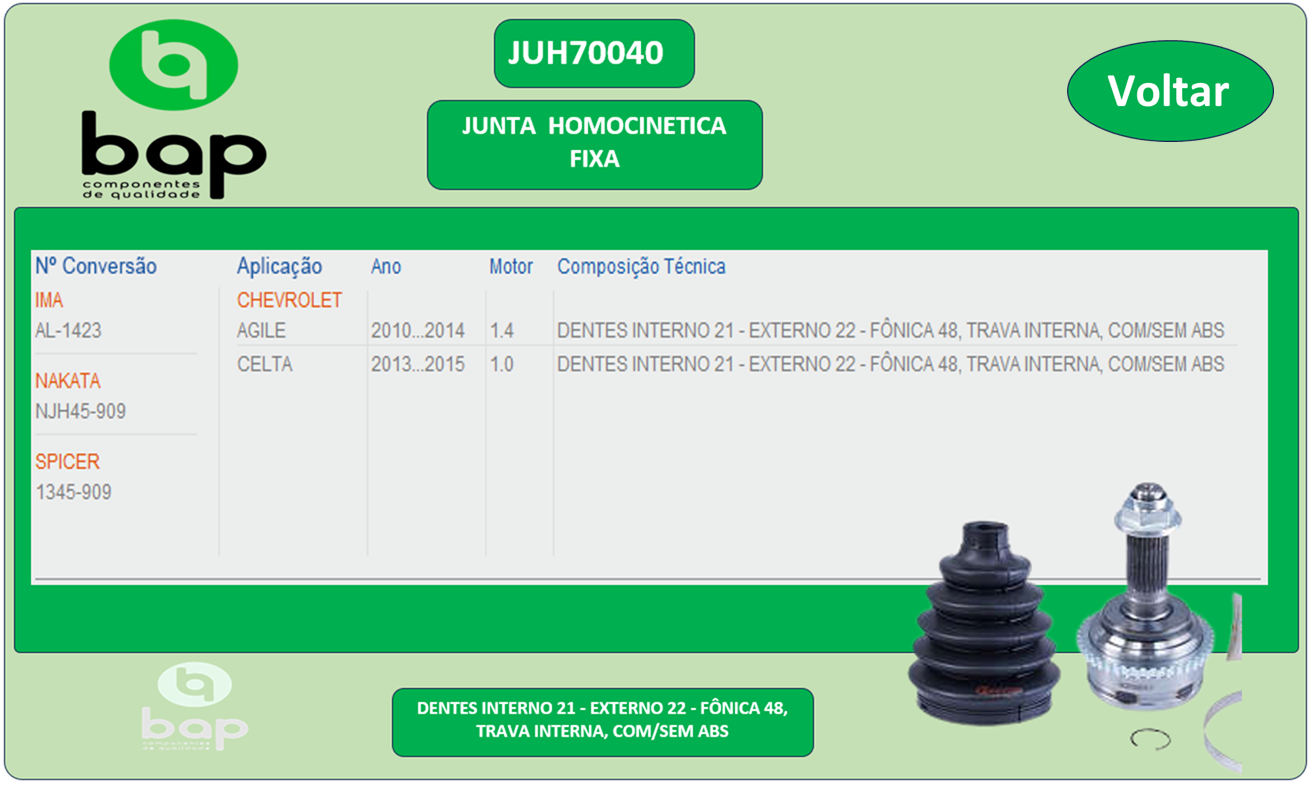 bap
componentes
de qualidade
JUH70040
JUNTA HOMOCINETICA
FIXA
Voltar
Nº Conversão Aplicação Ano Motor Composição Técnica
IMA CHEVROLET
AL-1423 AGILE 2010...2014 1.4 DENTES INTERNO 21 - EXTERNO 22 - FÔNICA 48, TRAVA INTERNA, COM/SEM ABS
CELTA 2013...2015 1.0 DENTES INTERNO 21 - EXTERNO 22 - FÔNICA 48, TRAVA INTERNA, COM/SEM ABS
NAKATA
NJH45-909
SPICER
1345-909
bap
componentes
de qualidade
DENTES INTERNO 21 - EXTERNO 22 - FÔNICA 48,
TRAVA INTERNA, COM/SEM ABS